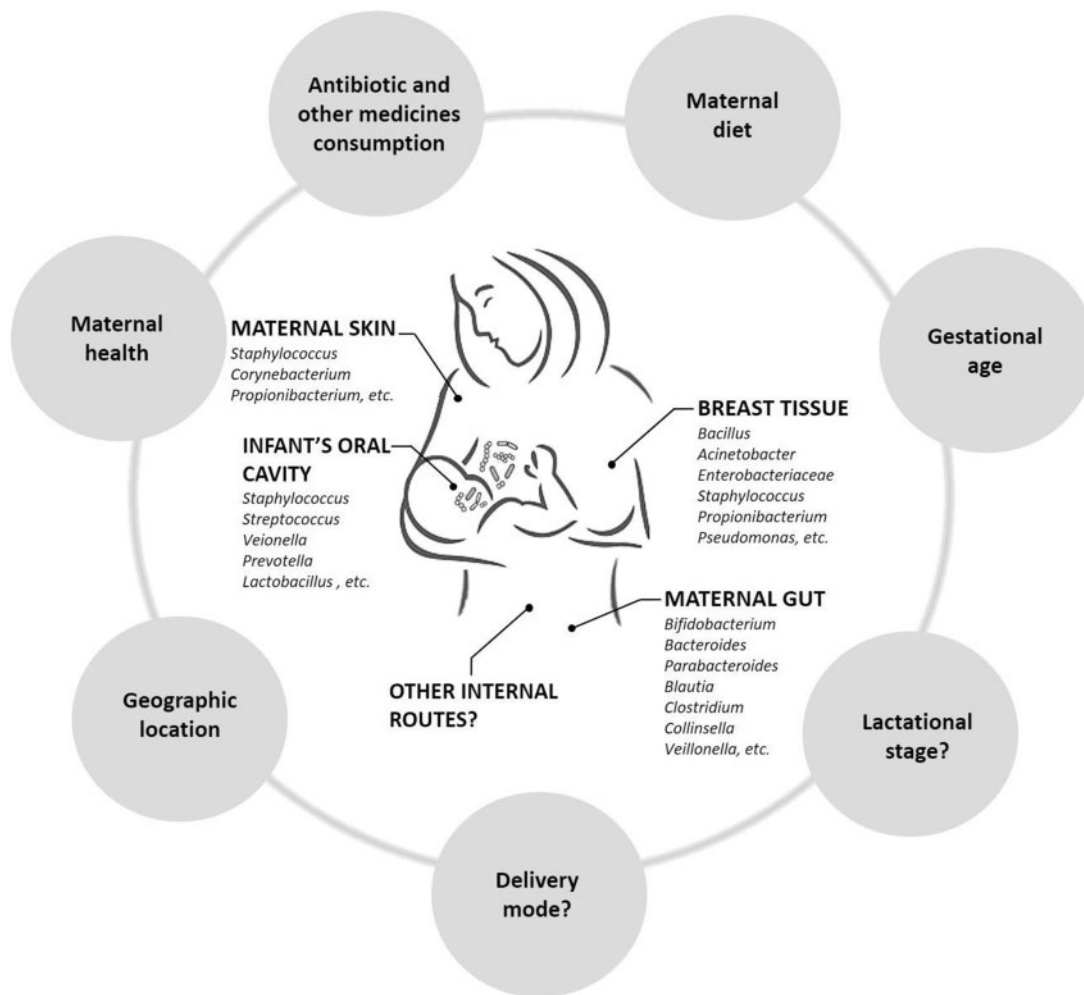 Antibiotic and
other medicines
consumption
Maternal
diet
Maternal
health
Gestational
age
MATERNAL SKIN
Staphylococcus
Corynebacterium
Propionibacterium, etc.
INFANT'S ORAL
CAVITY
Staphylococcus
Streptococcus
Veionella
Prevotella
Lactobacillus , etc.
BREAST TISSUE
Bacillus
Acinetobacter
Enterobacteriaceae
Staphylococcus
Propionibacterium
Pseudomonas, etc.
MATERNAL GUT
Bifidobacterium
Bacteroides
Parabacteroides
Blautia
Clostridium
Collinsella
Veillonella, etc.
OTHER INTERNAL
ROUTES?
Geographic
location
Lactational
stage?
Delivery
mode?